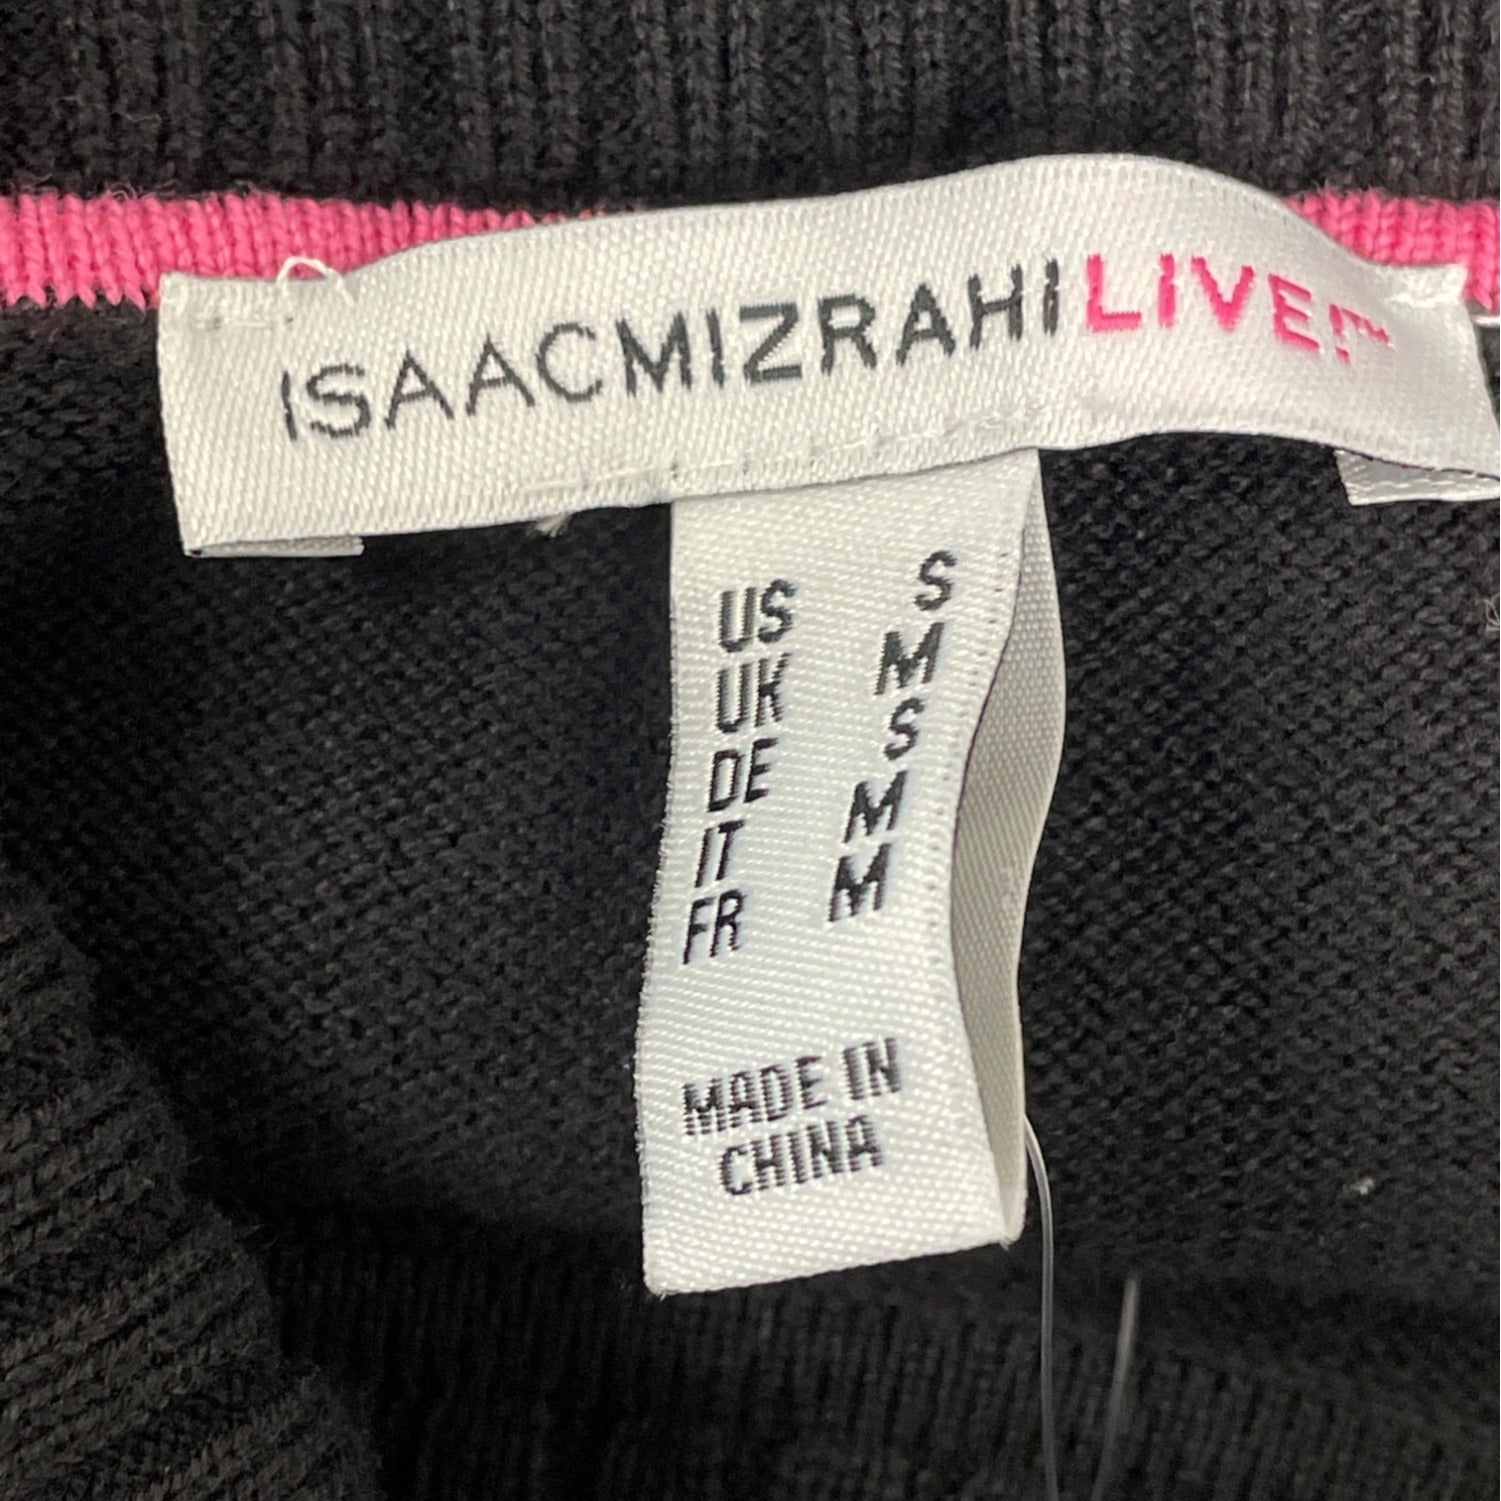 ISAACMIZRAHILIVE!™
US S
UK M
DE S
IT M
FR M
MADE IN
CHINA